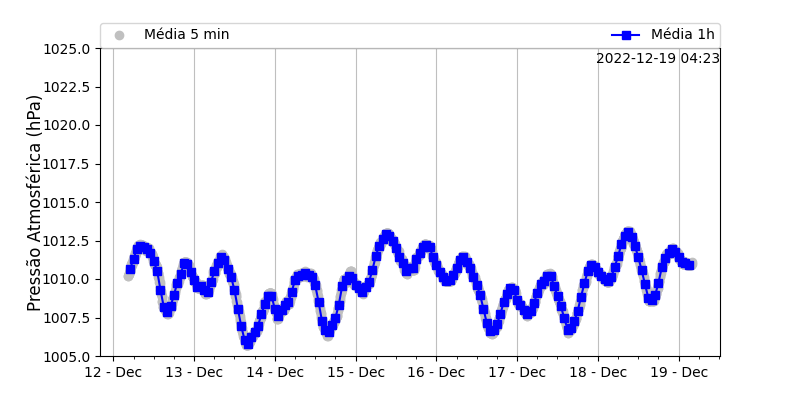 Média 5 min
Média 1h
2022-12-19 04:23
Pressão Atmosférica (hPa)
1025.0
1022.5
1020.0
1017.5
1015.0
1012.5
1010.0
1007.5
1005.0
12 - Dec
13 - Dec
14 - Dec
15 - Dec
16 - Dec
17 - Dec
18 - Dec
19 - Dec